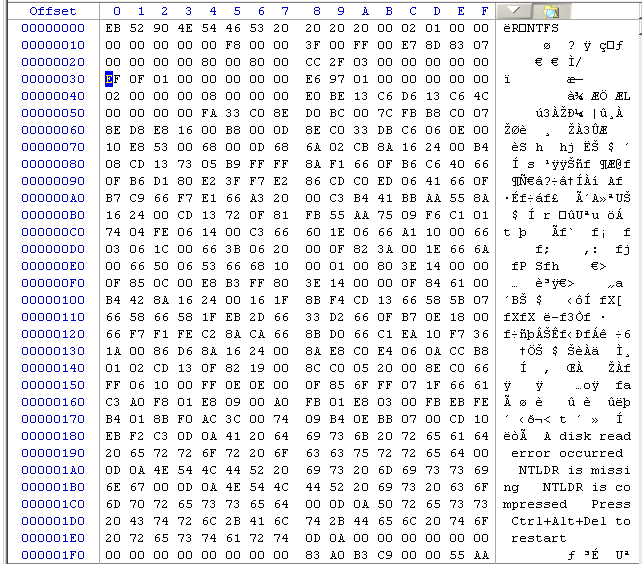 Offset 0 1 2 3 4 5 6 7 8 9 A B C D E F
00000000 EB 52 90 4E 54 46 53 20 20 20 20 00 02 01 00 00 ëR□NTFS
00000010 00 00 00 00 00 F8 00 00 3F 00 FF 00 E7 8D 83 07 ø ? ÿ ç□ƒ
00000020 00 00 00 00 80 00 80 00 CC 2F 03 00 00 00 00 00 € € Ì/
00000030 EF 0F 01 00 00 00 00 00 E6 97 01 00 00 00 00 00 ï æ—
00000040 02 00 00 00 08 00 00 00 E0 BE 13 C6 D6 13 C6 4C à¾ ÆÖ ÆL
00000050 00 00 00 00 FA 33 C0 8E D0 BC 00 7C FB B8 C0 07 ú3ÀŽÐ¼ |û¸À
00000060 8E D8 E8 16 00 B8 00 0D 8E C0 33 DB C6 06 0E 00 ŽØè ¸ ŽÀ3ÛÆ
00000070 10 E8 53 00 68 00 0D 68 6A 02 CB 8A 16 24 00 B4 èS h hj ËŠ $ ´
00000080 08 CD 13 73 05 B9 FF FF 8A F1 66 0F B6 C6 40 66 Í s ¹ÿÿŠñf ¶Æ@f
00000090 0F B6 D1 80 E2 3F F7 E2 86 CD C0 ED 06 41 66 0F ¶Ñ€â?÷â†ÍÀí Af
000000A0 B7 C9 66 F7 E1 66 A3 20 00 C3 B4 41 BB AA 55 8A ·Éf÷áf£ Ã´A»ªUŠ
000000B0 16 24 00 CD 13 72 0F 81 FB 55 AA 75 09 F6 C1 01 $ Í r □ûUªu öÁ
000000C0 74 04 FE 06 14 00 C3 66 60 1E 06 66 A1 10 00 66 t þ Ãf` f¡ f
000000D0 03 06 1C 00 66 3B 06 20 00 0F 82 3A 00 1E 66 6A f; ‚: fj
000000E0 00 66 50 06 53 66 68 10 00 01 00 80 3E 14 00 00 fP Sfh €>
000000F0 0F 85 0C 00 E8 B3 FF 80 3E 14 00 00 0F 84 61 00 … è³ÿ€> „a
00000100 B4 42 8A 16 24 00 16 1F 8B F4 CD 13 66 58 5B 07 ´BŠ $ ‹ôÍ fX[
00000110 66 58 66 58 1F EB 2D 66 33 D2 66 0F B7 0E 18 00 fXfX ë-f3Òf ·
00000120 66 F7 F1 FE C2 8A CA 66 8B D0 66 C1 EA 10 F7 36 f÷ñþÂŠÊf‹ÐfÁê ÷6
00000130 1A 00 86 D6 8A 16 24 00 8A E8 C0 E4 06 0A CC B8 †ÖŠ $ ŠèÀä Ì¸
00000140 01 02 CD 13 0F 82 19 00 8C C0 05 20 00 8E C0 66 Í ‚ ŒÀ ŽÀf
00000150 FF 06 10 00 FF 0E 0E 00 0F 85 6F FF 07 1F 66 61 ÿ ÿ …oÿ fa
00000160 C3 A0 F8 01 E8 09 00 A0 FB 01 E8 03 00 FB EB FE Ã ø è û è ûëþ
00000170 B4 01 8B F0 AC 3C 00 74 09 B4 0E BB 07 00 CD 10 ´ ‹ð¬< t ´ » Í
00000180 EB F2 C3 0D 0A 41 20 64 69 73 6B 20 72 65 61 64 ëòÃ A disk read
00000190 20 65 72 72 6F 72 20 6F 63 63 75 72 72 65 64 00 error occurred
000001A0 0D 0A 4E 54 4C 44 52 20 69 73 20 6D 69 73 73 69 NTLDR is missi
000001B0 6E 67 00 0D 0A 4E 54 4C 44 52 20 69 73 20 63 6F ng NTLDR is co
000001C0 6D 70 72 65 73 73 65 64 00 0D 0A 50 72 65 73 73 mpressed Press
000001D0 20 43 74 72 6C 2B 41 6C 74 2B 44 65 6C 20 74 6F Ctrl+Alt+Del to
000001E0 20 72 65 73 74 61 72 74 0D 0A 00 00 00 00 00 00 restart
000001F0 00 00 00 00 00 00 00 00 83 A0 B3 C9 00 00 55 AA ƒ ³É Uª